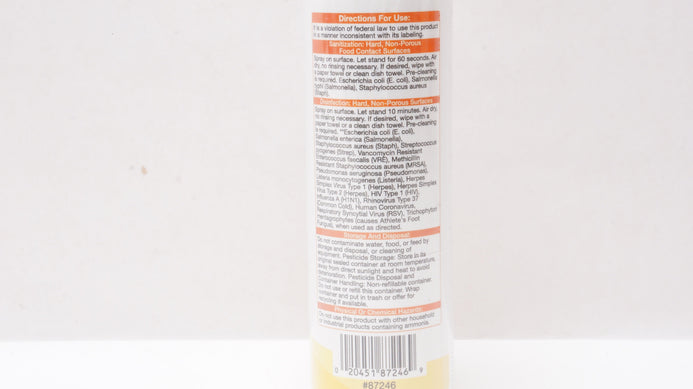 Directions For Use:
It is a violation of federal law to use this product
in a manner inconsistent with its labeling.
Sanitization: Hard, Non-Porous
Food Contact Surfaces
Spray on surface. Let stand for 60 seconds. Air
dry, no rinsing necessary. If desired, wipe with
a paper towel or clean dish towel. Pre-cleaning
is required. Escherichia coli (E. coli), Salmonella
typhi (Salmonella), Staphylococcus aureus
(Staph).
Disinfection: Hard, Non-Porous Surfaces
Spray on surface. Let stand 10 minutes. Air dry,
no rinsing necessary. If desired, wipe with a
paper towel or a clean dish towel. Pre-cleaning
is required. **Escherichia coli (E. coli),
Salmonella enterica (Salmonella),
Staphylococcus aureus (Staph), Streptococcus
pyogenes (Strep), Vancomycin Resistant
Enterococcus faecalis (VRE), Methicillin
Resistant Staphylococcus aureus (MRSA),
Pseudomonas aeruginosa (Pseudomonas),
Listeria monocytogenes (Listeria), Herpes
Simplex Virus Type 1 (Herpes), Herpes Simplex
Virus Type 2 (Herpes), HIV Type 1 (HIV),
Influenza A (H1N1), Rhinovirus Type 37
(Common Cold), Human Coronavirus,
Respiratory Syncytial Virus (RSV), Trichophyton
mentagrophytes (causes Athlete's Foot
Fungus), when used as directed.
Storage And Disposal:
Do not contaminate water, food, or feed by
storage and disposal, or cleaning of
equipment. Pesticide Storage: Store in its
original sealed container at room temperature,
away from direct sunlight and heat to avoid
deterioration. Pesticide Disposal and
Container Handling: Non-refillable container.
Do not use or refill this container. Wrap
container and put in trash or offer for
recycling if available.
Physical Or Chemical Hazards:
Do not use this product with other household
or industrial products containing ammonia.
0 20451 87246 9
#87246